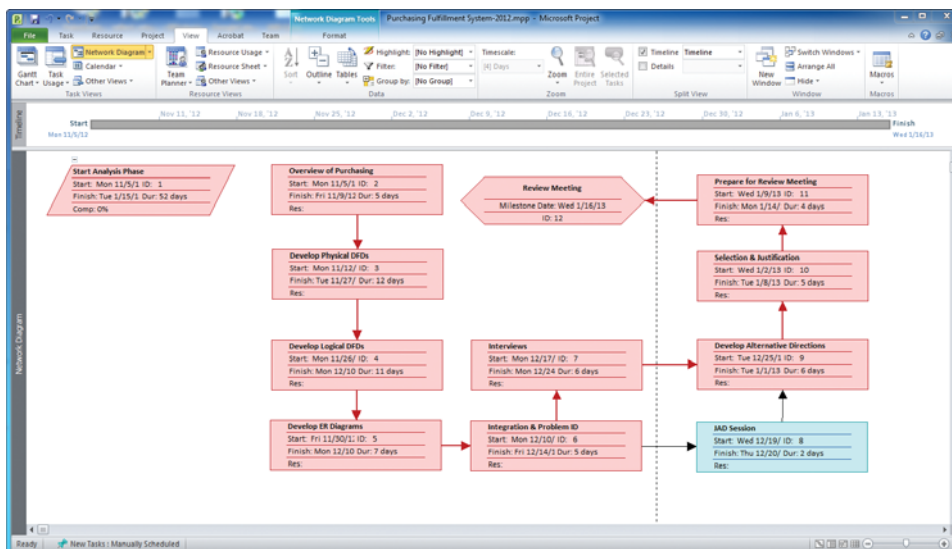 Network Diagram Tools
Purchasing Fulfillment System-2012.mpp - Microsoft Project
File Task Resource Project View Acrobat Team Format
Gantt Chart Task Usage Network Diagram Calendar Other Views
Task Views
Team Planner Resource Usage Resource Sheet Other Views
Resource Views
Sort Outline Tables Highlight: [No Highlight] Filter: [No Filter] Group by: [No Group]
Data
Timescale: [4] Days Zoom Entire Project Selected Tasks
Zoom
Timeline Timeline Details
Split View
New Window Switch Windows Arrange All Hide
Window
Macros
Macros
Timeline
Nov 11, '12 Nov 18, '12 Nov 25, '12 Dec 2, '12 Dec 9, '12 Dec 16, '12 Dec 23, '12 Dec 30, '12 Jan 6, '13 Jan 13, '13
Start
Mon 11/5/12
Finish
Wed 1/16/13
Network Diagram
Start Analysis Phase
Start: Mon 11/5/1 ID: 1
Finish: Tue 1/15/1 Dur: 52 days
Comp: 0%
Overview of Purchasing
Start: Mon 11/5/1 ID: 2
Finish: Fri 11/9/12 Dur: 5 days
Res:
Review Meeting
Milestone Date: Wed 1/16/13
ID: 12
Prepare for Review Meeting
Start: Wed 1/9/13 ID: 11
Finish: Mon 1/14/ Dur: 4 days
Res:
Develop Physical DFDs
Start: Mon 11/12/ ID: 3
Finish: Tue 11/27/ Dur: 12 days
Res:
Selection & Justification
Start: Wed 1/2/13 ID: 10
Finish: Tue 1/8/13 Dur: 5 days
Res:
Develop Logical DFDs
Start: Mon 11/26/ ID: 4
Finish: Mon 12/10 Dur: 11 days
Res:
Interviews
Start: Mon 12/17/ ID: 7
Finish: Mon 12/24 Dur: 6 days
Res:
Develop Alternative Directions
Start: Tue 12/25/1 ID: 9
Finish: Tue 1/1/13 Dur: 6 days
Res:
Develop ER Diagrams
Start: Fri 11/30/1 ID: 5
Finish: Mon 12/10 Dur: 7 days
Res:
Integration & Problem ID
Start: Mon 12/10/ ID: 6
Finish: Fri 12/14/1 Dur: 5 days
Res:
JAD Session
Start: Wed 12/19/ ID: 8
Finish: Thu 12/20/ Dur: 2 days
Res:
Ready New Tasks : Manually Scheduled